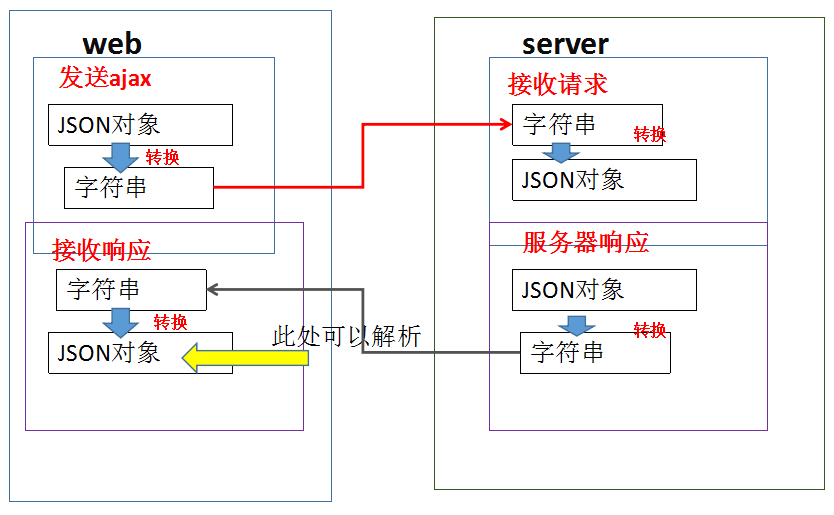 web
发送ajax
JSON对象
转换
字符串
接收响应
字符串
转换
JSON对象
此处可以解析
server
接收请求
字符串
转换
JSON对象
服务器响应
JSON对象
转换
字符串